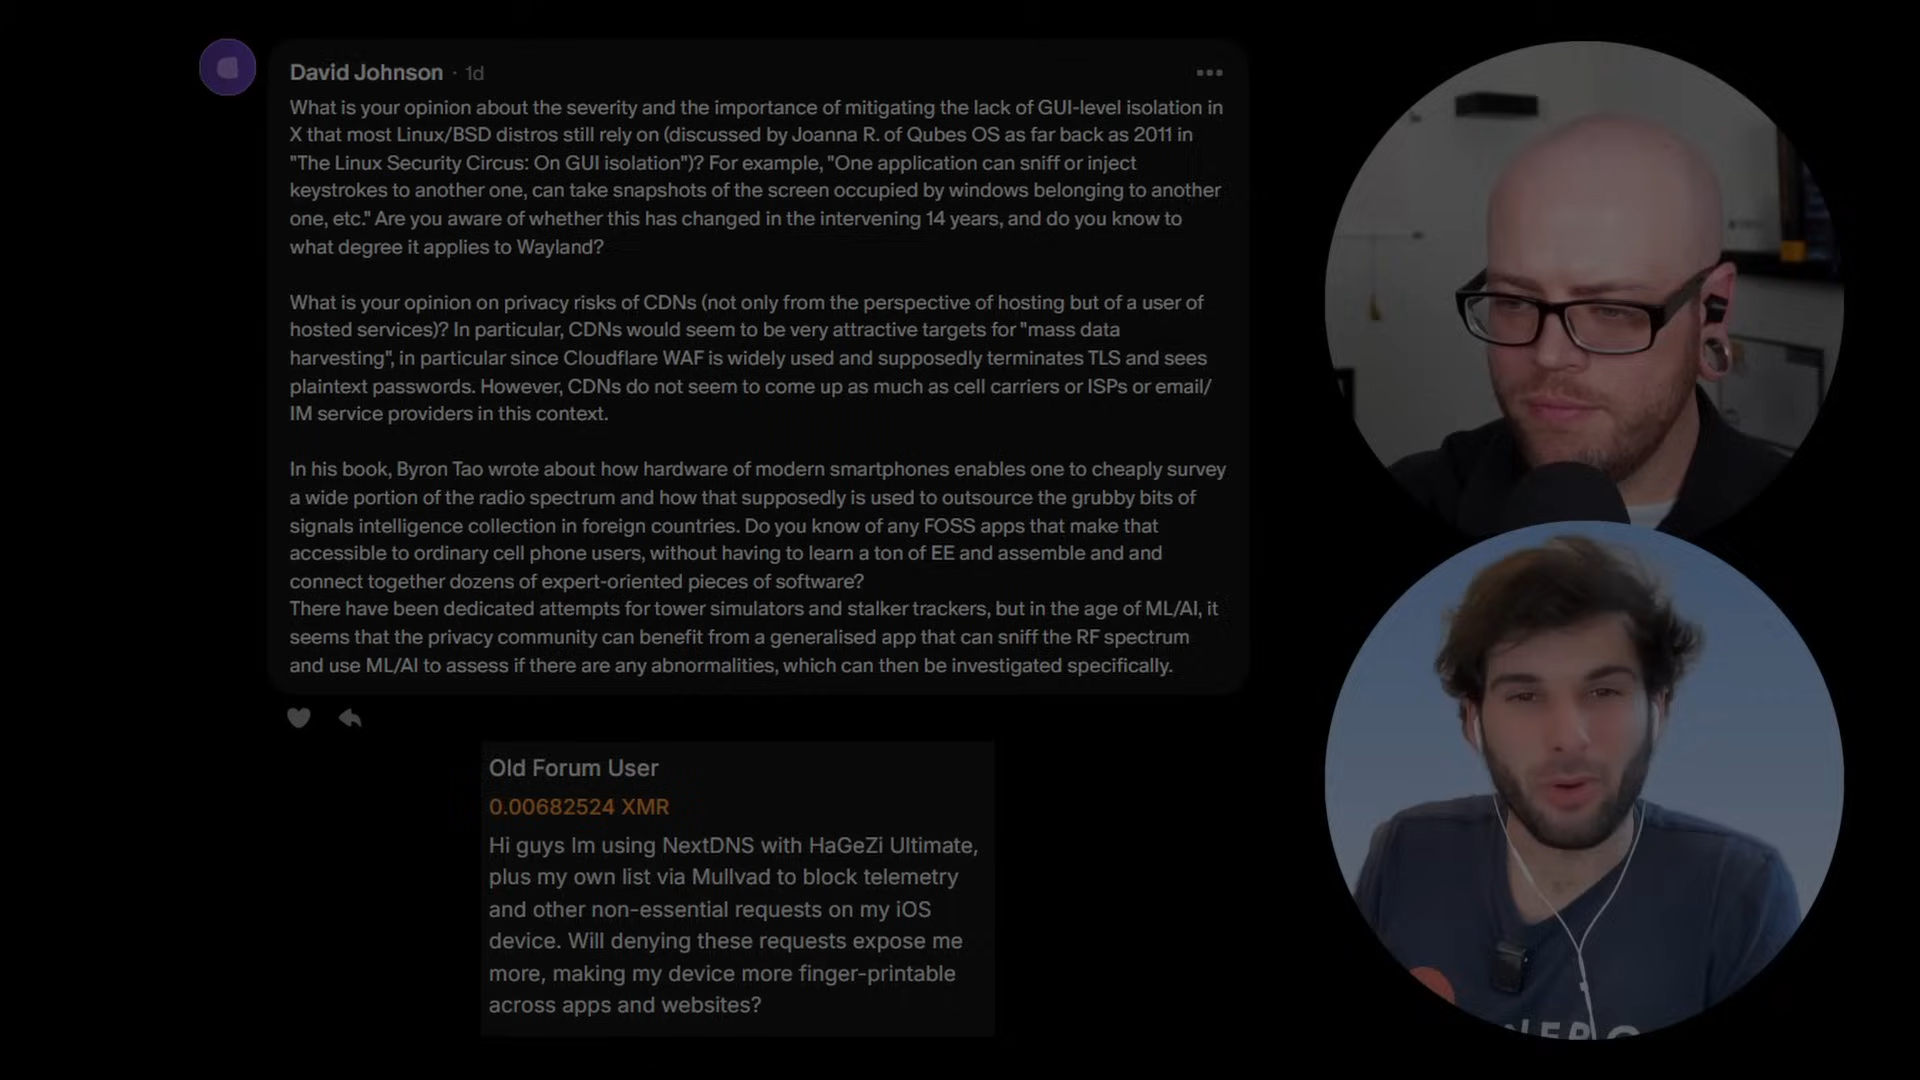 David Johnson · 1d
What is your opinion about the severity and the importance of mitigating the lack of GUI-level isolation in
X that most Linux/BSD distros still rely on (discussed by Joanna R. of Qubes OS as far back as 2011 in
"The Linux Security Circus: On GUI isolation")? For example, "One application can sniff or inject
keystrokes to another one, can take snapshots of the screen occupied by windows belonging to another
one, etc." Are you aware of whether this has changed in the intervening 14 years, and do you know to
what degree it applies to Wayland?
What is your opinion on privacy risks of CDNs (not only from the perspective of hosting but of a user of
hosted services)? In particular, CDNs would seem to be very attractive targets for "mass data
harvesting", in particular since Cloudflare WAF is widely used and supposedly terminates TLS and sees
plaintext passwords. However, CDNs do not seem to come up as much as cell carriers or ISPs or email/
IM service providers in this context.
In his book, Byron Tao wrote about how hardware of modern smartphones enables one to cheaply survey
a wide portion of the radio spectrum and how that supposedly is used to outsource the grubby bits of
signals intelligence collection in foreign countries. Do you know of any FOSS apps that make that
accessible to ordinary cell phone users, without having to learn a ton of EE and assemble and and
connect together dozens of expert-oriented pieces of software?
There have been dedicated attempts for tower simulators and stalker trackers, but in the age of ML/AI, it
seems that the privacy community can benefit from a generalised app that can sniff the RF spectrum
and use ML/AI to assess if there are any abnormalities, which can then be investigated specifically.
Old Forum User
0.00682524 XMR
Hi guys Im using NextDNS with HaGeZi Ultimate,
plus my own list via Mullvad to block telemetry
and other non-essential requests on my iOS
device. Will denying these requests expose me
more, making my device more finger-printable
across apps and websites?